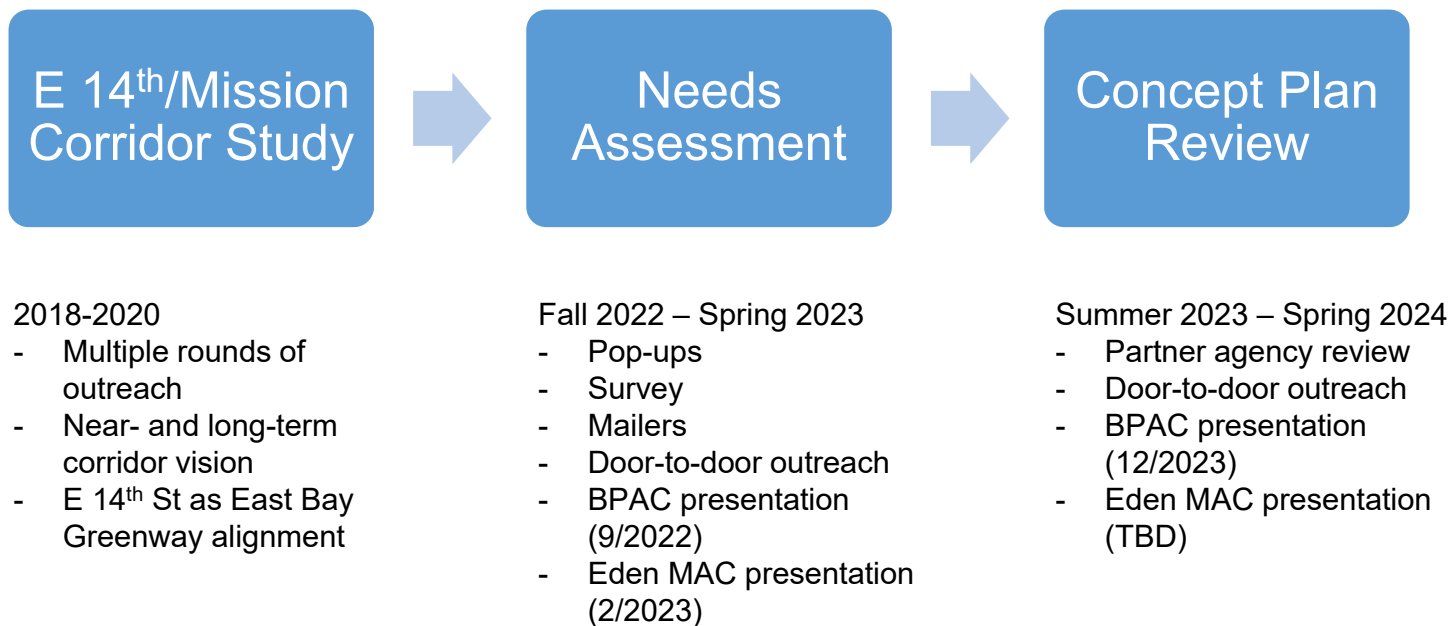 E 14th/Mission
Corridor Study
Needs
Assessment
Concept Plan
Review
2018-2020
- Multiple rounds of
outreach
- Near- and long-term
corridor vision
- E 14th St as East Bay
Greenway alignment
Fall 2022 – Spring 2023
- Pop-ups
- Survey
- Mailers
- Door-to-door outreach
- BPAC presentation
(9/2022)
- Eden MAC presentation
(2/2023)
Summer 2023 – Spring 2024
- Partner agency review
- Door-to-door outreach
- BPAC presentation
(12/2023)
- Eden MAC presentation
(TBD)